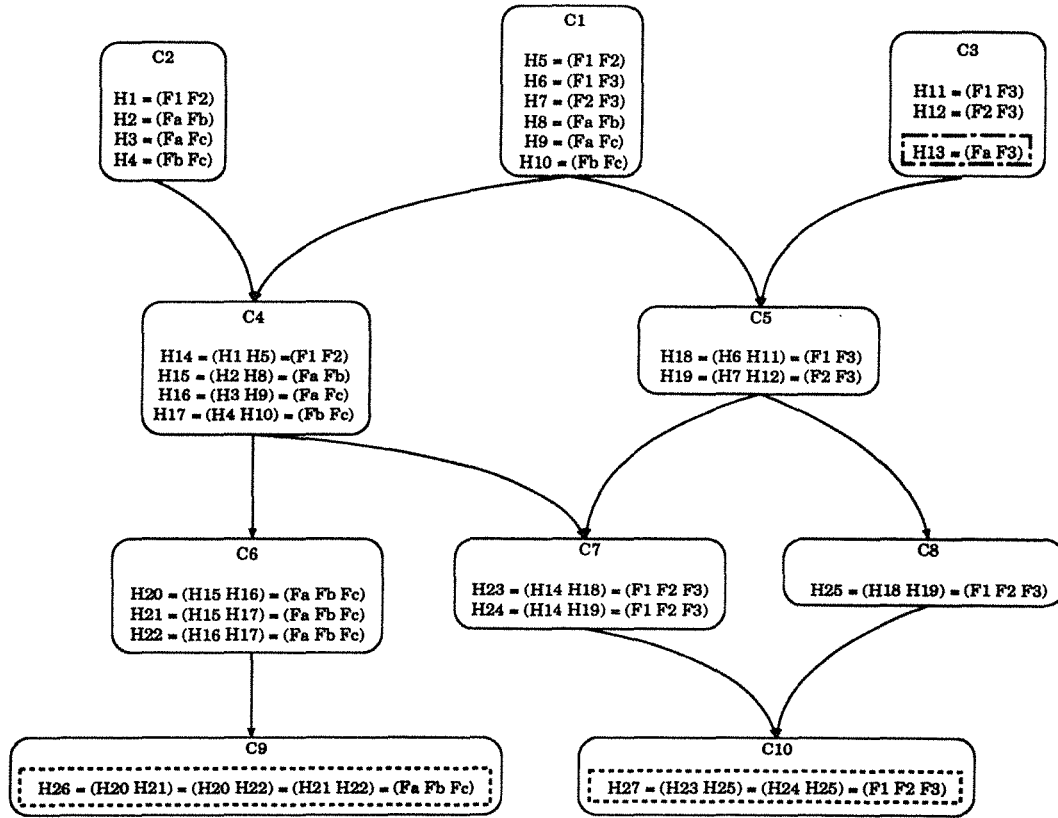 C2
H1 = (F1 F2)
H2 = (Fa Fb)
H3 = (Fa Fc)
H4 = (Fb Fc)
C1
H5 = (F1 F2)
H6 = (F1 F3)
H7 = (F2 F3)
H8 = (Fa Fb)
H9 = (Fa Fc)
H10 = (Fb Fc)
C3
H11 = (F1 F3)
H12 = (F2 F3)
H13 = (Fa F3)
C4
H14 = (H1 H5) =(F1 F2)
H15 = (H2 H8) = (Fa Fb)
H16 = (H3 H9) = (Fa Fc)
H17 = (H4 H10) = (Fb Fc)
C5
H18 = (H6 H11) = (F1 F3)
H19 = (H7 H12) = (F2 F3)
C6
H20 = (H15 H16) = (Fa Fb Fc)
H21 = (H15 H17) = (Fa Fb Fc)
H22 = (H16 H17) = (Fa Fb Fc)
C7
H23 = (H14 H18) = (F1 F2 F3)
H24 = (H14 H19) = (F1 F2 F3)
C8
H25 = (H18 H19) = (F1 F2 F3)
C9
H26 = (H20 H21) = (H20 H22) = (H21 H22) = (Fa Fb Fc)
C10
H27 = (H23 H25) = (H24 H25) = (F1 F2 F3)